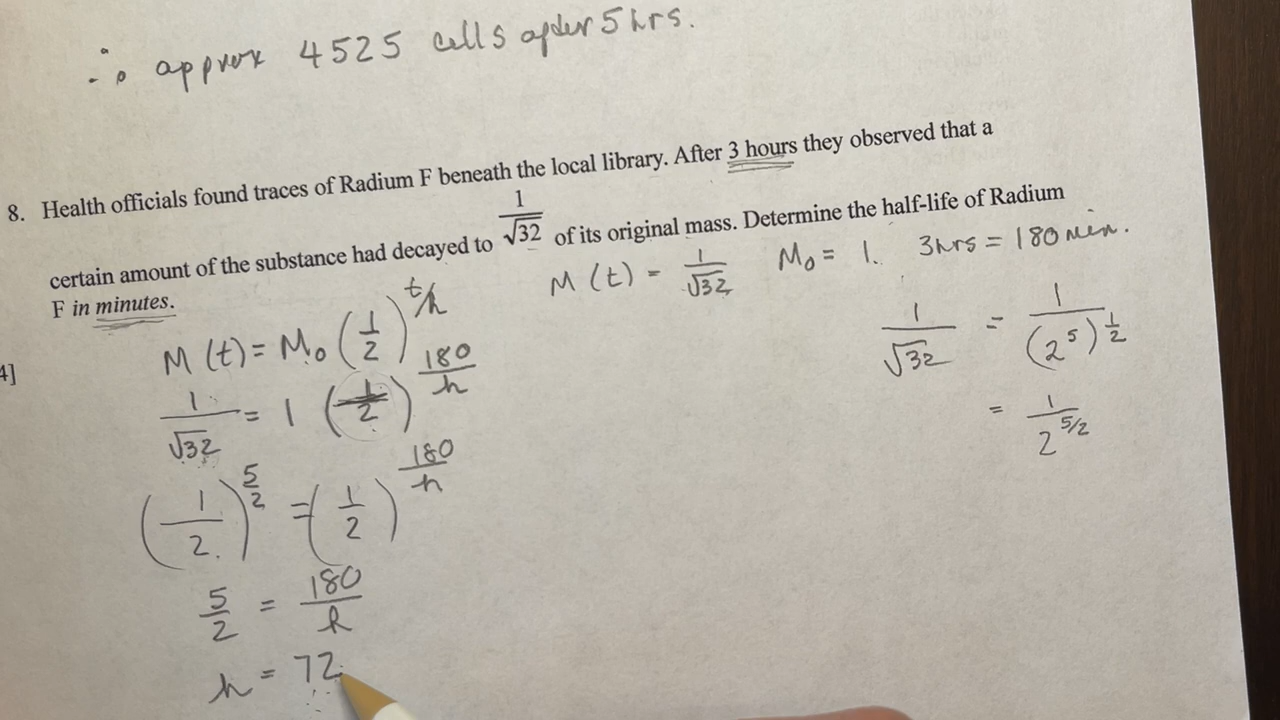 ∴ approx 4525 cells after 5 hrs.
8. Health officials found traces of Radium F beneath the local library. After 3 hours they observed that a
certain amount of the substance had decayed to 1/√32 of its original mass. Determine the half-life of Radium
F in minutes.
M(t) = 1/√32 M₀ = 1. 3hrs = 180 min.
4]
M(t) = M₀ (1/2)^(t/h)
1/√32 = 1 (1/2)^(180/h)
(1/2)^(5/2) = (1/2)^(180/h)
5/2 = 180/h
h = 72
1/√32 = 1/(2^5)^(1/2)
= 1/2^(5/2)